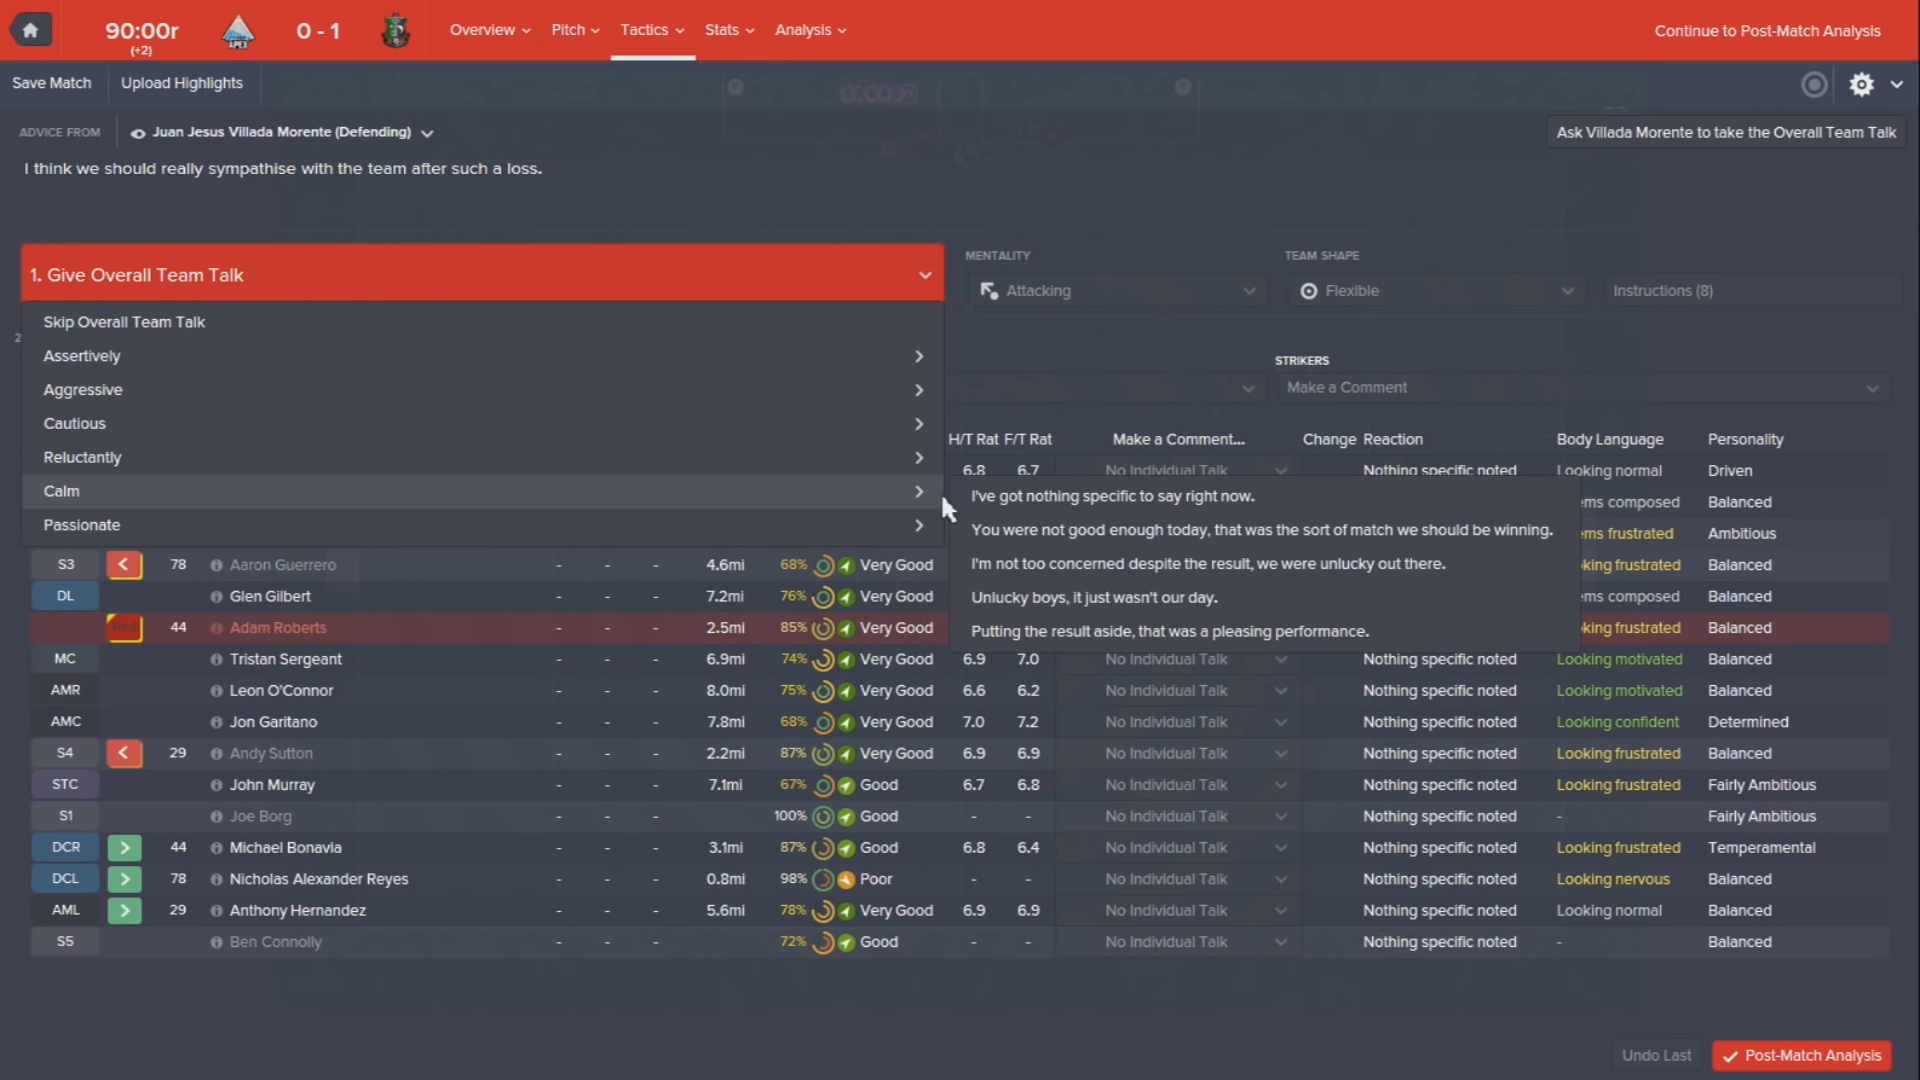 90:00r
(+2)
APEX
0 - 1
Overview
Pitch
Tactics
Stats
Analysis
Continue to Post-Match Analysis
Save Match
Upload Highlights
ADVICE FROM
Juan Jesus Villada Morente (Defending)
Ask Villada Morente to take the Overall Team Talk
I think we should really sympathise with the team after such a loss.
1. Give Overall Team Talk
MENTALITY
TEAM SHAPE
Attacking
Flexible
Instructions (8)
Skip Overall Team Talk
2
Assertively
Aggressive
Cautious
Reluctantly
Calm
Passionate
STRIKERS
Make a Comment
H/T Rat F/T Rat Make a Comment... Change Reaction Body Language Personality
6.8 6.7 No Individual Talk Nothing specific noted Looking normal Driven
I've got nothing specific to say right now.
You were not good enough today, that was the sort of match we should be winning.
I'm not too concerned despite the result, we were unlucky out there.
Unlucky boys, it just wasn't our day.
Putting the result aside, that was a pleasing performance.
ms composed Balanced
ms frustrated Ambitious
S3 78 Aaron Guerrero - - - 4.6mi 68% Very Good king frustrated Balanced
DL Glen Gilbert - - - 7.2mi 76% Very Good ms composed Balanced
44 Adam Roberts - - - 2.5mi 85% Very Good king frustrated Balanced
MC Tristan Sergeant - - - 6.9mi 74% Very Good 6.9 7.0 No Individual Talk Nothing specific noted Looking motivated Balanced
AMR Leon O'Connor - - - 8.0mi 75% Very Good 6.6 6.2 No Individual Talk Nothing specific noted Looking motivated Balanced
AMC Jon Garitano - - - 7.8mi 68% Very Good 7.0 7.2 No Individual Talk Nothing specific noted Looking confident Determined
S4 29 Andy Sutton - - - 2.2mi 87% Very Good 6.9 6.9 No Individual Talk Nothing specific noted Looking frustrated Balanced
STC John Murray - - - 7.1mi 67% Good 6.7 6.8 No Individual Talk Nothing specific noted Looking frustrated Fairly Ambitious
S1 Joe Borg - - - 100% Good - - No Individual Talk Nothing specific noted - Fairly Ambitious
DCR 44 Michael Bonavia - - - 3.1mi 87% Good 6.8 6.4 No Individual Talk Nothing specific noted Looking frustrated Temperamental
DCL 78 Nicholas Alexander Reyes - - - 0.8mi 98% Poor - - No Individual Talk Nothing specific noted Looking nervous Balanced
AML 29 Anthony Hernandez - - - 5.6mi 78% Very Good 6.9 6.9 No Individual Talk Nothing specific noted Looking normal Balanced
S5 Ben Connolly - - - 72% Good - - No Individual Talk Nothing specific noted - Balanced
Undo Last
Post-Match Analysis